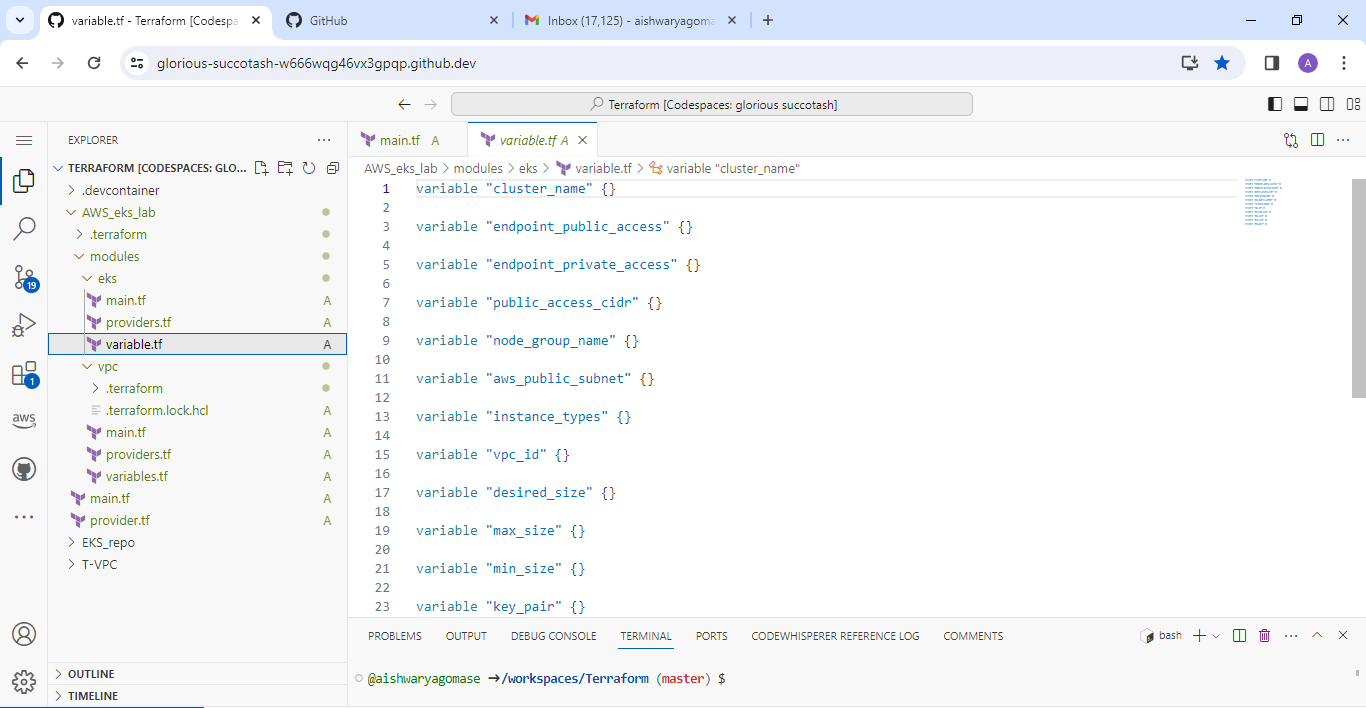 variable.tf - Terraform [Codespa
GitHub
Inbox (17,125) - aishwaryagoma
glorious-succotash-w666wqg46vx3gpqp.github.dev
A
Terraform [Codespaces: glorious succotash]
EXPLORER
TERRAFORM [CODESPACES: GLO...
.devcontainer
AWS_eks_lab
.terraform
modules
eks
main.tf A
providers.tf A
variable.tf A
vpc
.terraform
.terraform.lock.hcl A
main.tf A
providers.tf A
variables.tf A
main.tf A
provider.tf A
EKS_repo
T-VPC
OUTLINE
TIMELINE
19
1
aws
main.tf A
variable.tf A
AWS_eks_lab > modules > eks > variable.tf > variable "cluster_name"
1 variable "cluster_name" {}
2
3 variable "endpoint_public_access" {}
4
5 variable "endpoint_private_access" {}
6
7 variable "public_access_cidr" {}
8
9 variable "node_group_name" {}
10
11 variable "aws_public_subnet" {}
12
13 variable "instance_types" {}
14
15 variable "vpc_id" {}
16
17 variable "desired_size" {}
18
19 variable "max_size" {}
20
21 variable "min_size" {}
22
23 variable "key_pair" {}
PROBLEMS OUTPUT DEBUG CONSOLE TERMINAL PORTS CODEWHISPERER REFERENCE LOG COMMENTS
bash
@aishwaryagomase ➜/workspaces/Terraform (master) $